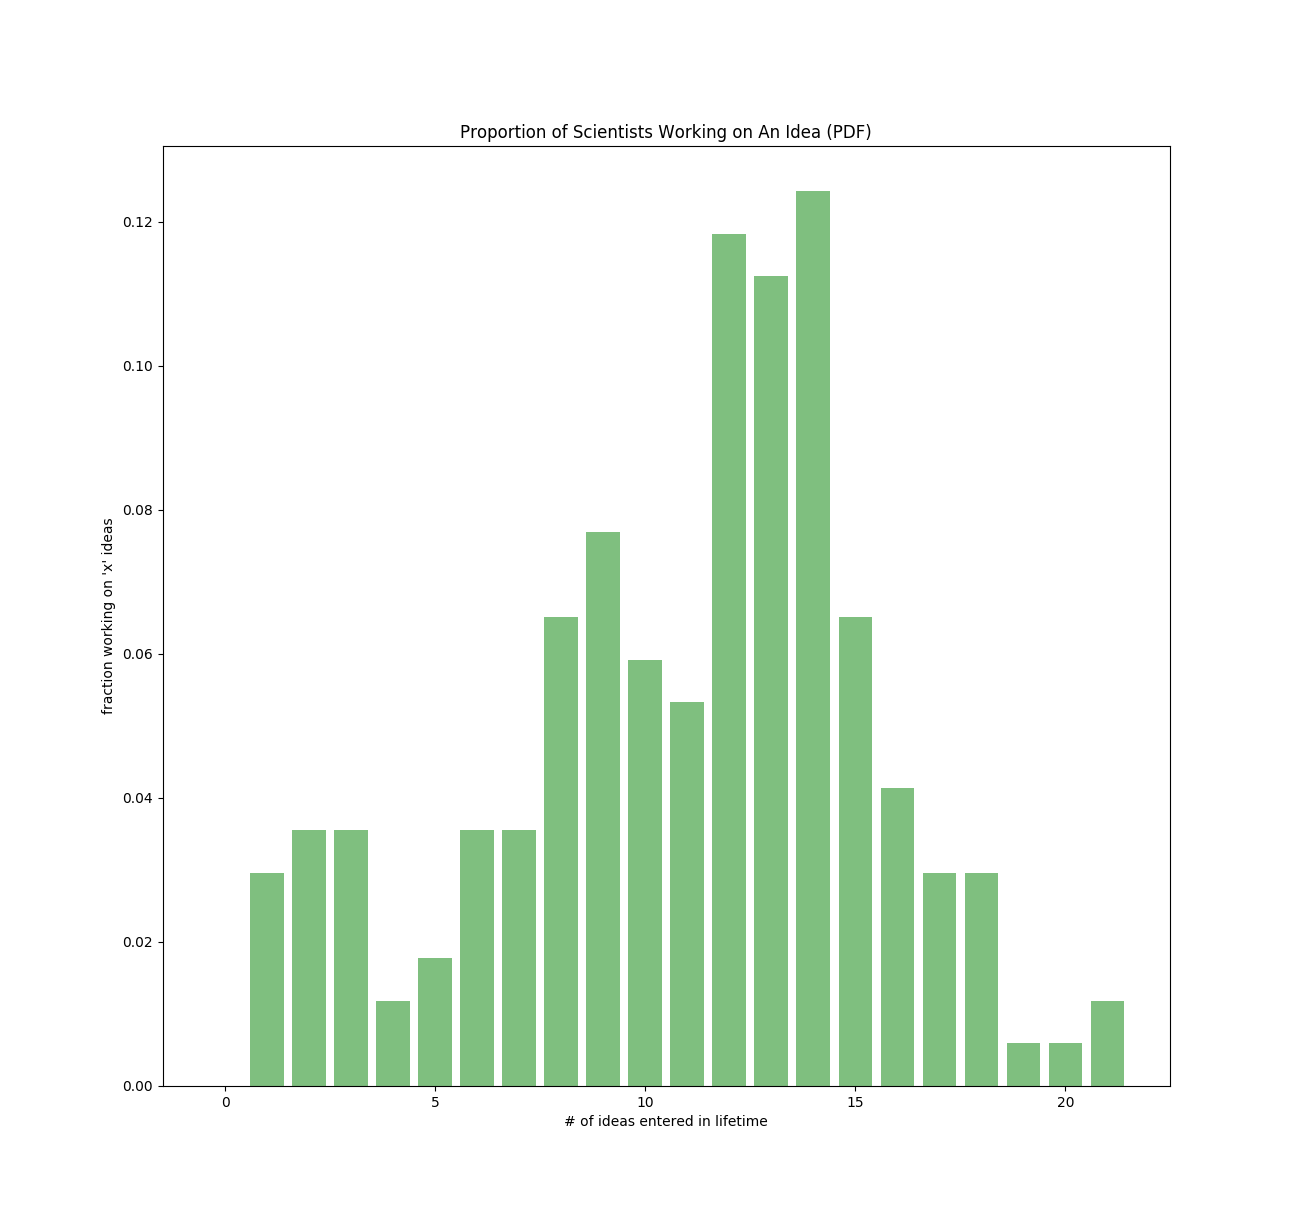 Proportion of Scientists Working on An Idea (PDF)
0.12
0.10
0.08
0.06
0.04
0.02
0.00
fraction working on 'x' ideas
0 5 10 15 20
# of ideas entered in lifetime